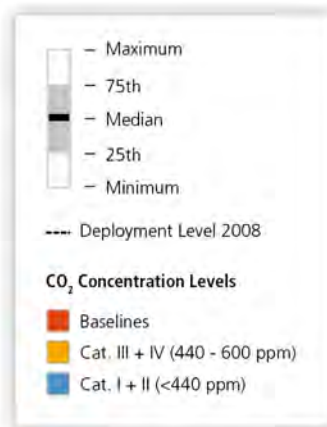 – Maximum
– 75th
– Median
– 25th
– Minimum
---- Deployment Level 2008
CO₂ Concentration Levels
Baselines
Cat. III + IV (440 - 600 ppm)
Cat. I + II (<440 ppm)